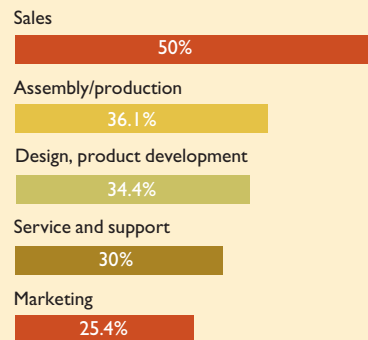 Sales
50%
Assembly/production
36.1%
Design, product development
34.4%
Service and support
30%
Marketing
25.4%